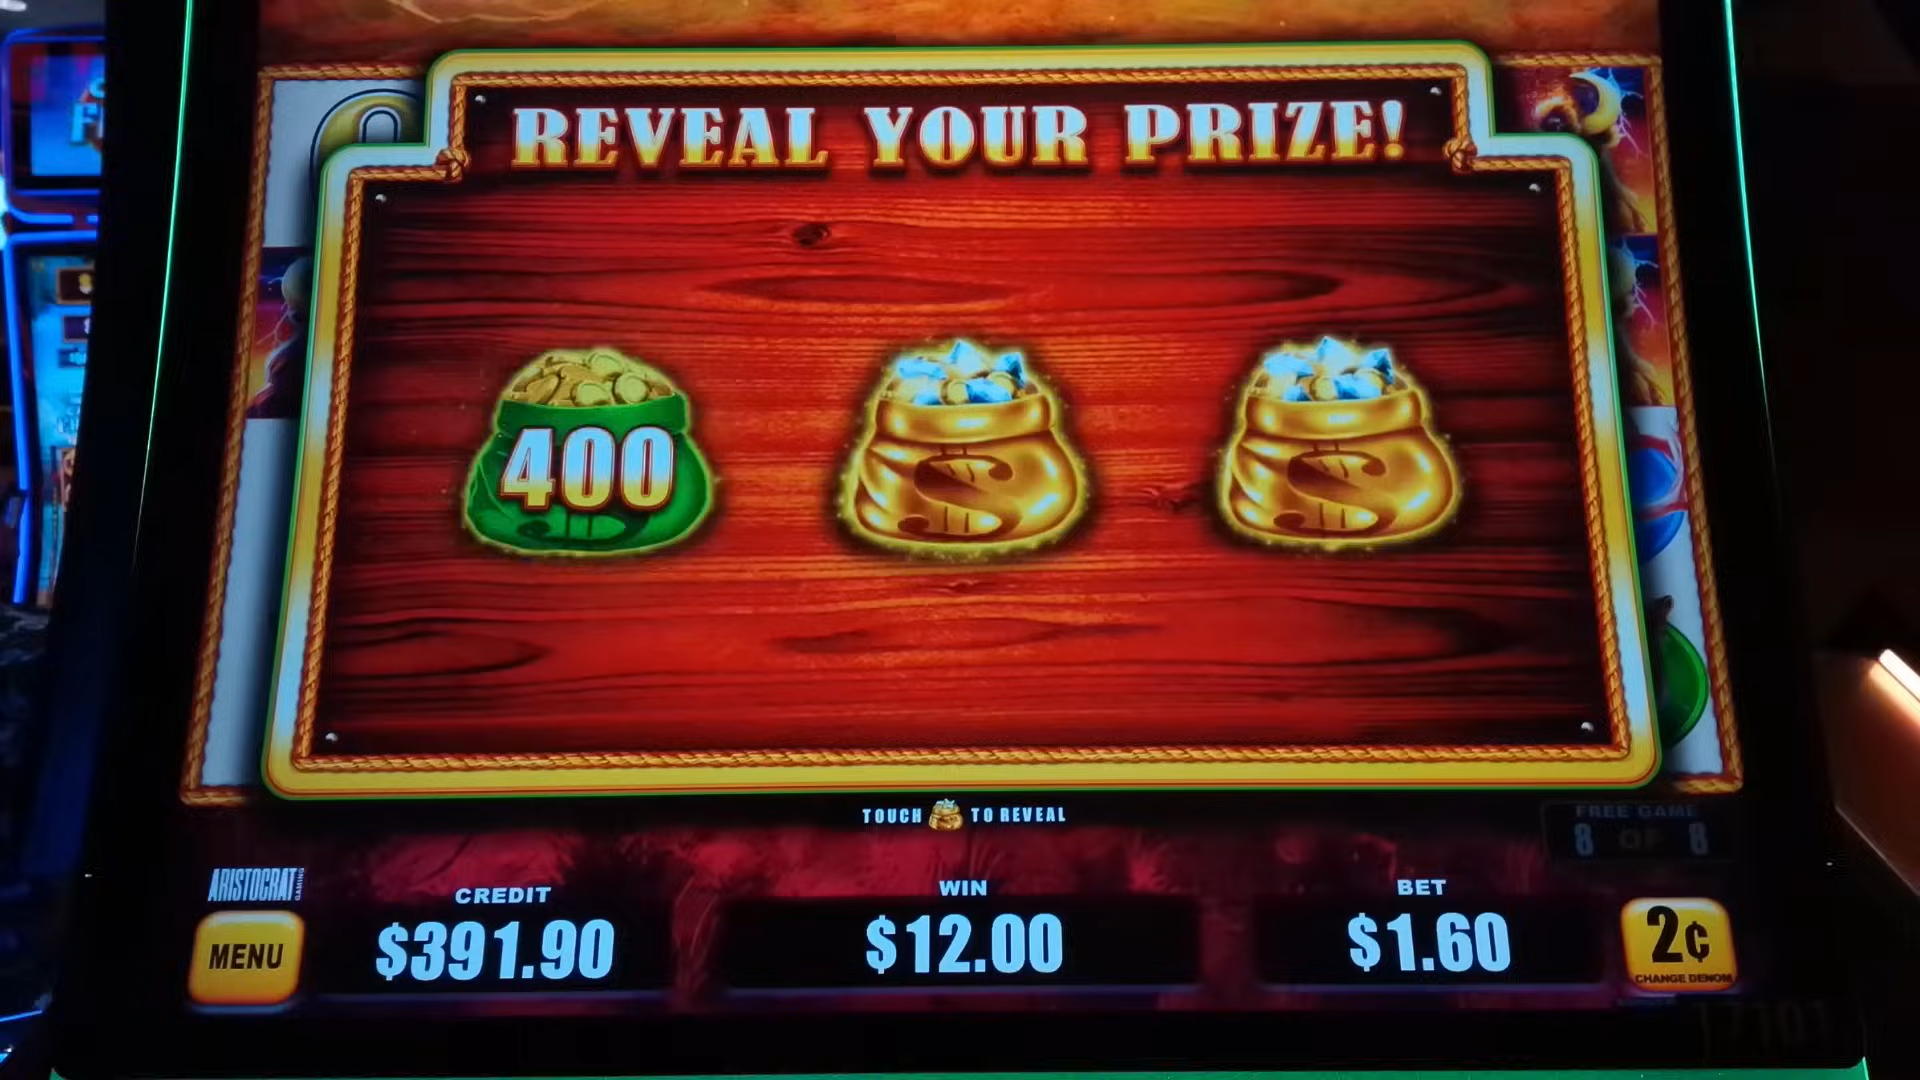 REVEAL YOUR PRIZE!
400
$
$
TOUCH TO REVEAL
FREE GAME
8 OF 8
ARISTOCRAT
GAMING
MENU
CREDIT
$391.90
WIN
$12.00
BET
$1.60
2¢
CHANGE DENOM